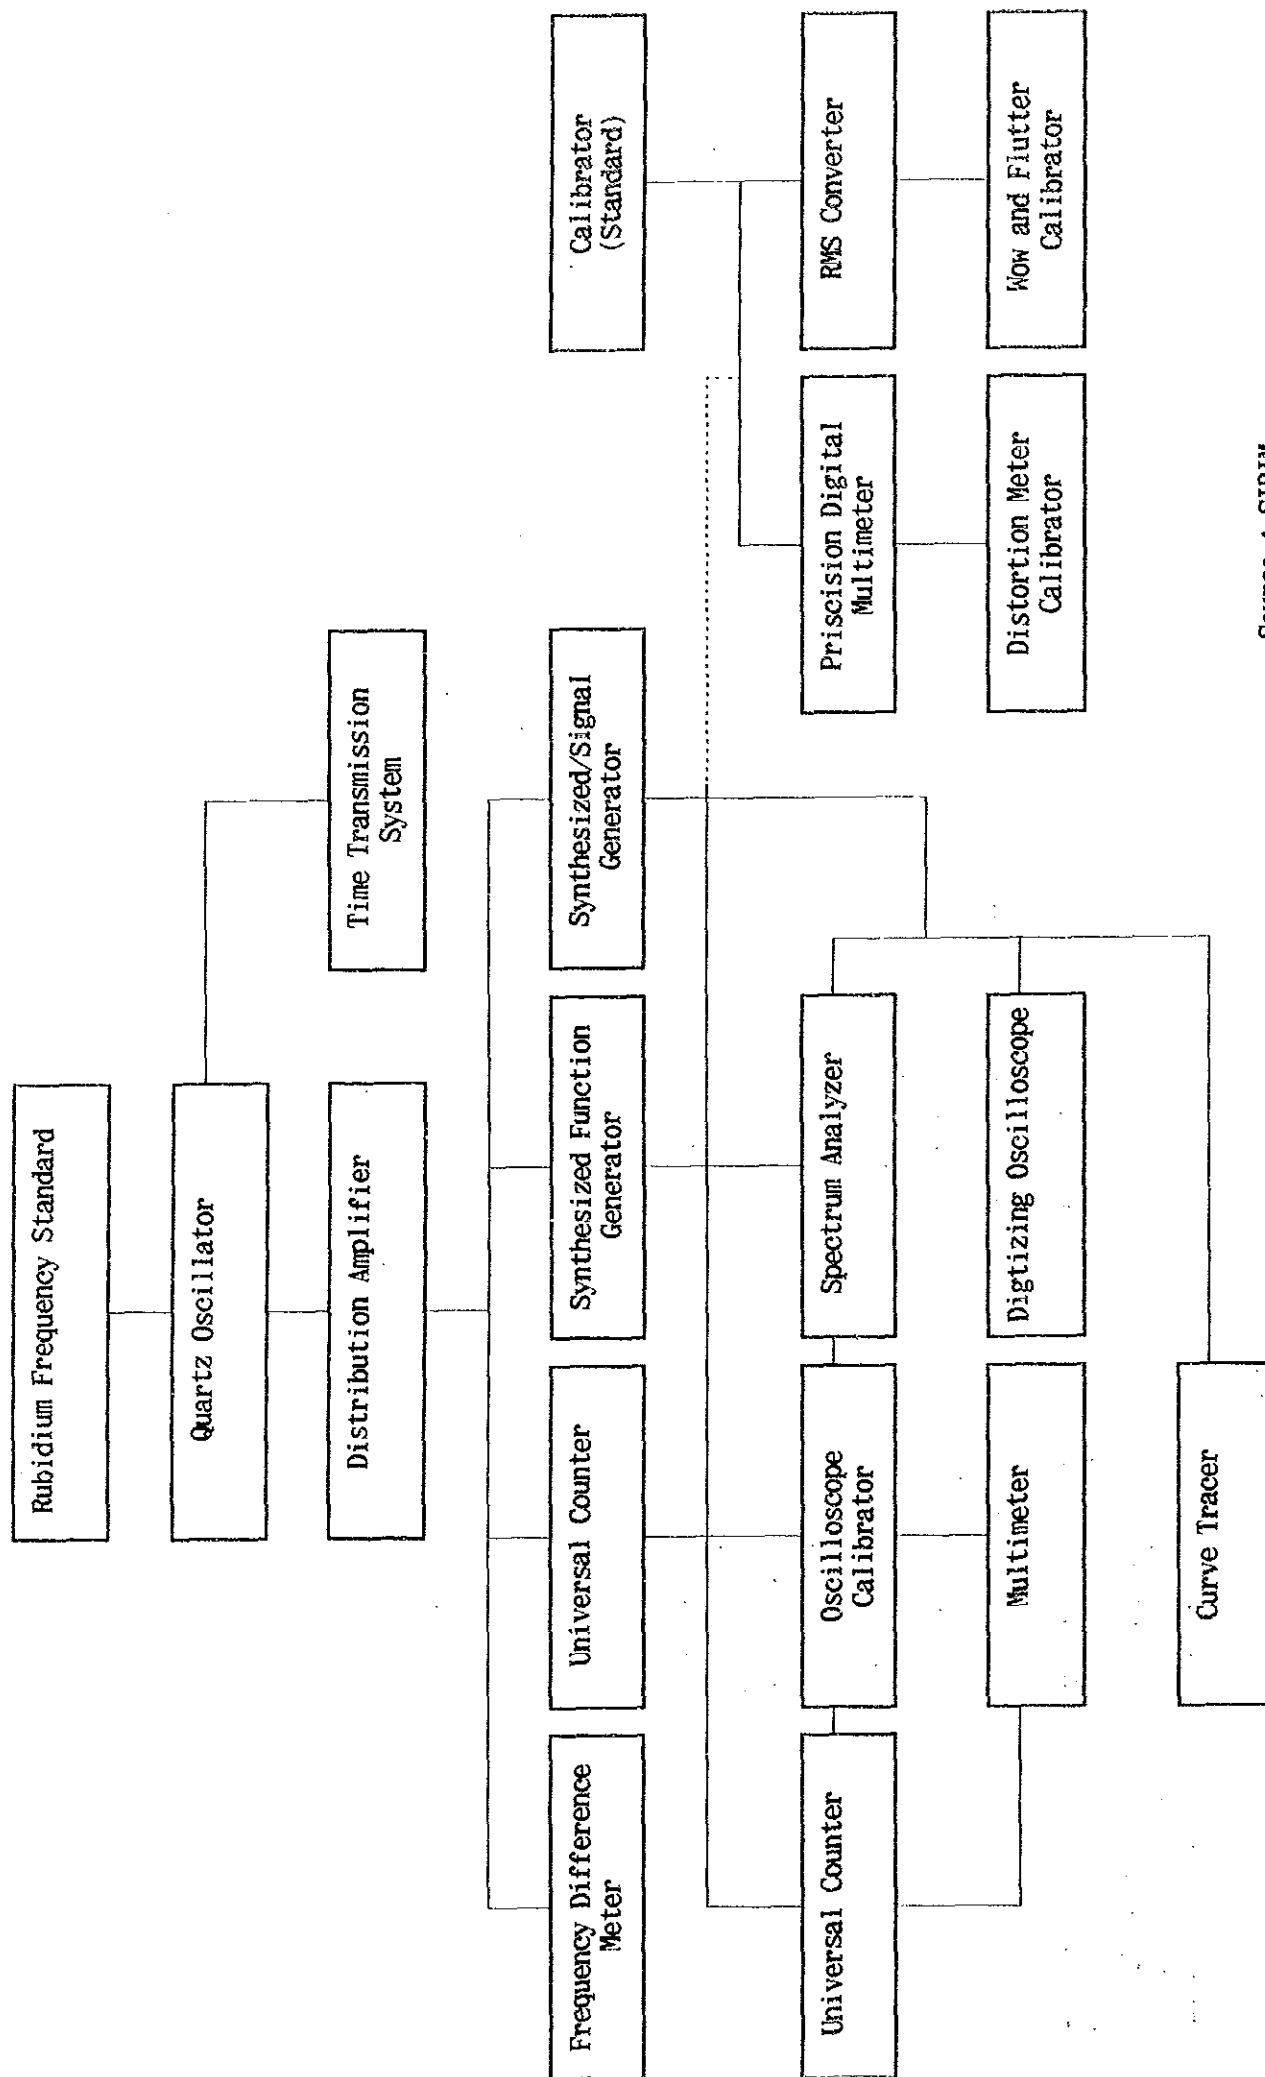 Rubidium Frequency Standard
Quartz Oscillator
Distribution Amplifier
Time Transmission
System
Frequency Difference
Meter
Universal Counter
Synthesized Function
Generator
Synthesized/Signal
Generator
Calibrator
(Standard)
Universal Counter
Oscilloscope
Calibrator
Spectrum Analyzer
Priscision Digital
Multimeter
RMS Converter
Multimeter
Digtizing Oscilloscope
Distortion Meter
Calibrator
Wow and Flutter
Calibrator
Curve Tracer
SIRIM